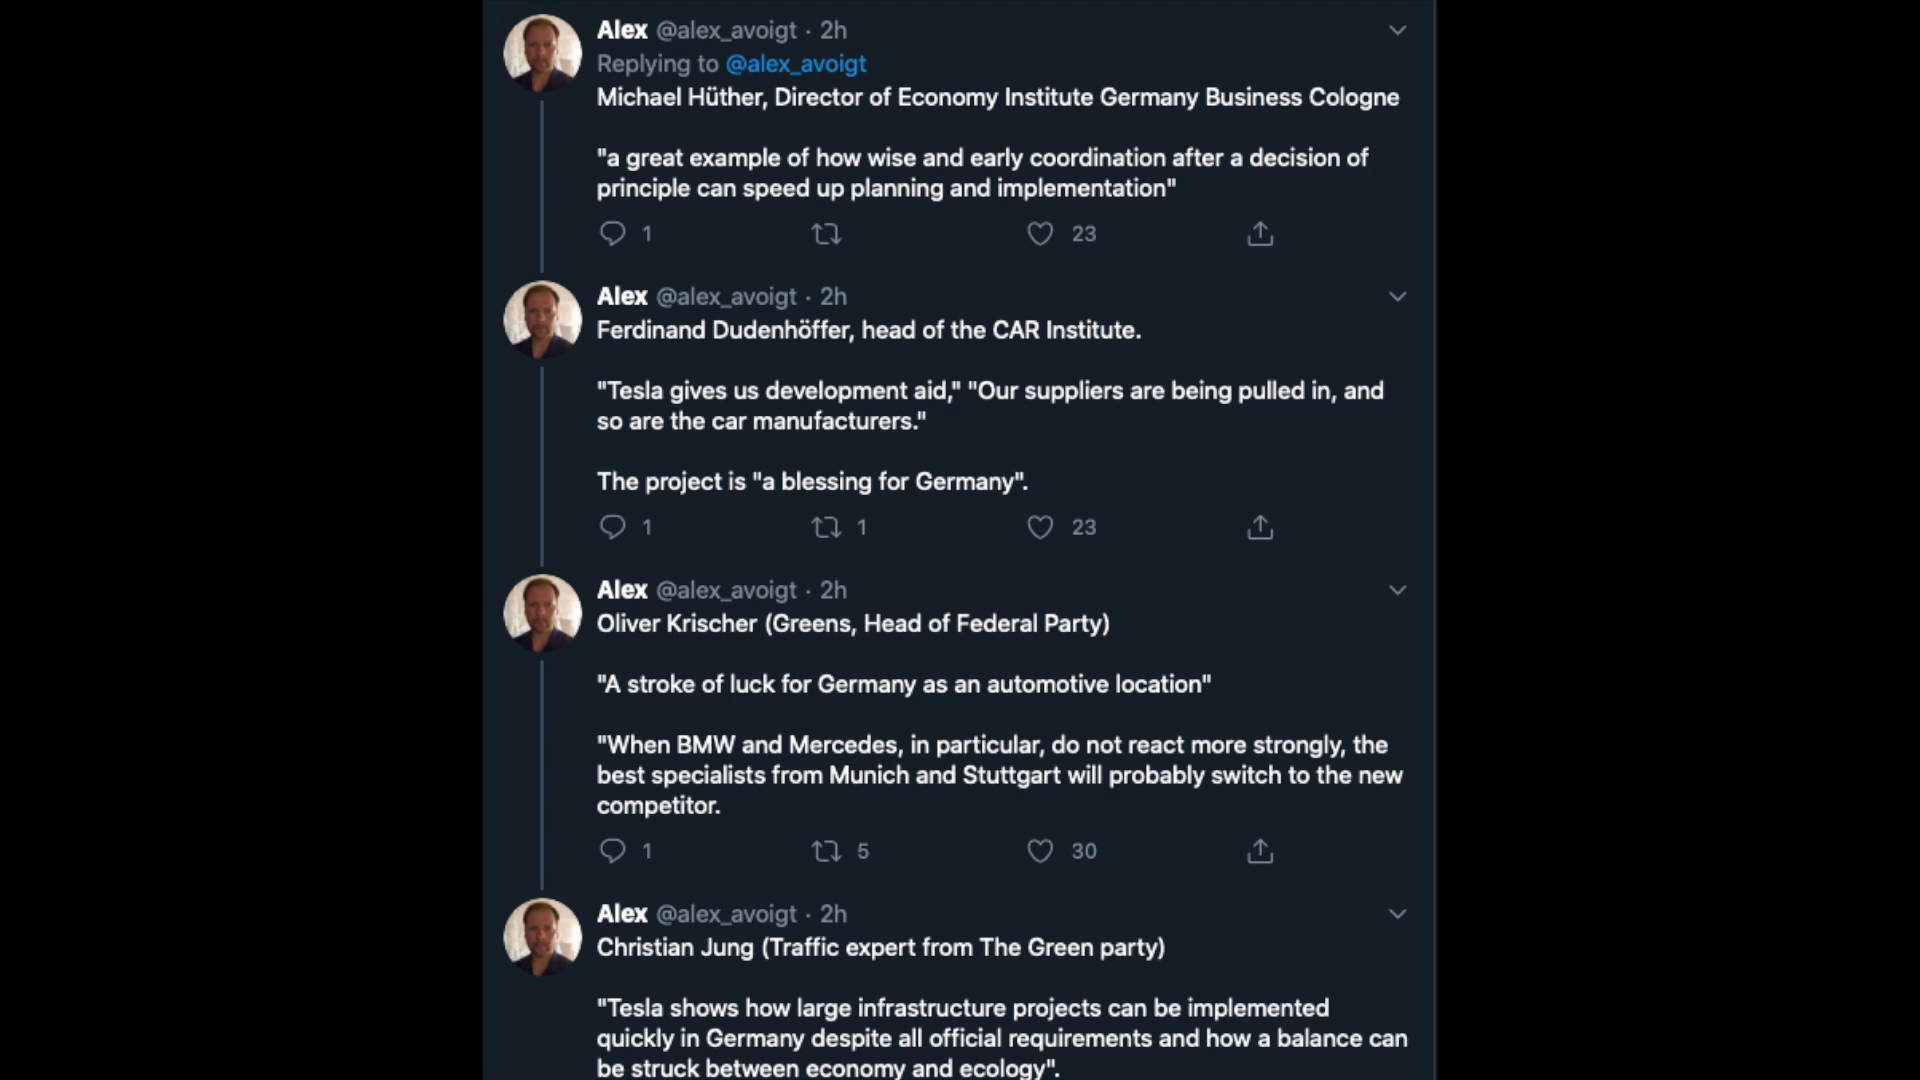 Alex @alex_avoigt · 2h
Replying to @alex_avoigt
Michael Hüther, Director of Economy Institute Germany Business Cologne
"a great example of how wise and early coordination after a decision of
principle can speed up planning and implementation"
1 23
Alex @alex_avoigt · 2h
Ferdinand Dudenhöffer, head of the CAR Institute.
"Tesla gives us development aid," "Our suppliers are being pulled in, and
so are the car manufacturers."
The project is "a blessing for Germany".
1 1 23
Alex @alex_avoigt · 2h
Oliver Krischer (Greens, Head of Federal Party)
"A stroke of luck for Germany as an automotive location"
"When BMW and Mercedes, in particular, do not react more strongly, the
best specialists from Munich and Stuttgart will probably switch to the new
competitor.
1 5 30
Alex @alex_avoigt · 2h
Christian Jung (Traffic expert from The Green party)
"Tesla shows how large infrastructure projects can be implemented
quickly in Germany despite all official requirements and how a balance can
be struck between economy and ecology".